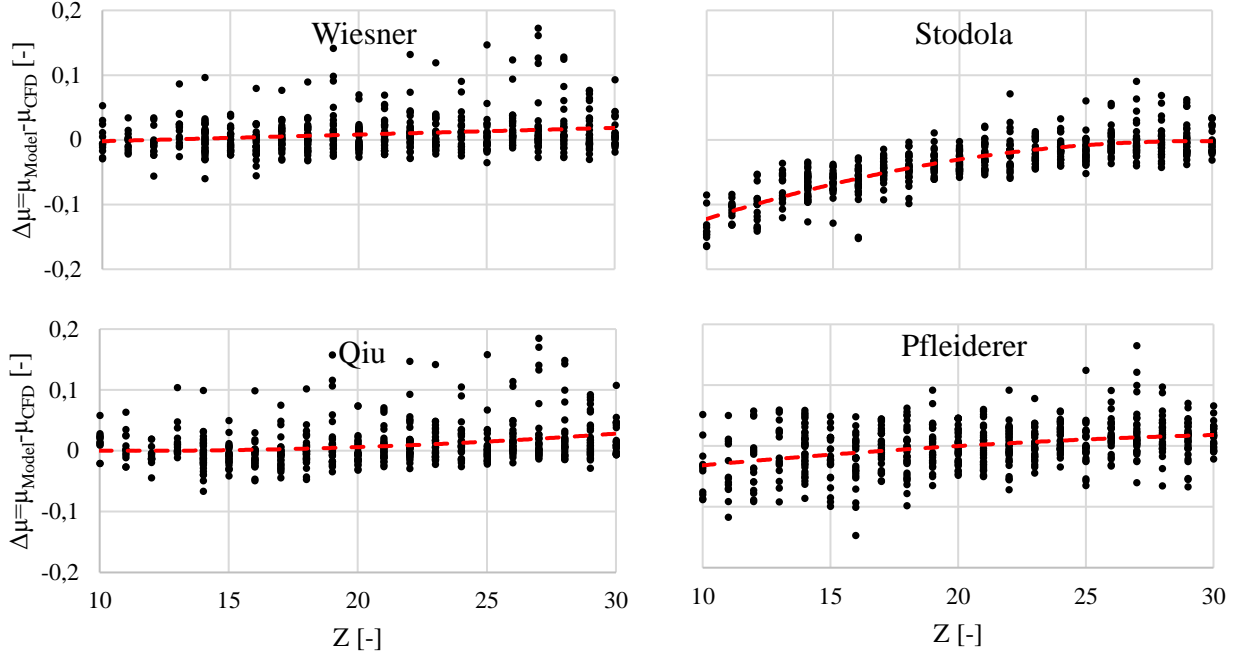 Wiesner
Stodola
Δμ=μModel-μCFD [-]
0,2
0,1
0
-0,1
-0,2
Qiu
Pfleiderer
Δμ=μModel-μCFD [-]
0,2
0,1
0
-0,1
-0,2
10 15 20 25 30
10 15 20 25 30
Z [-]
Z [-]